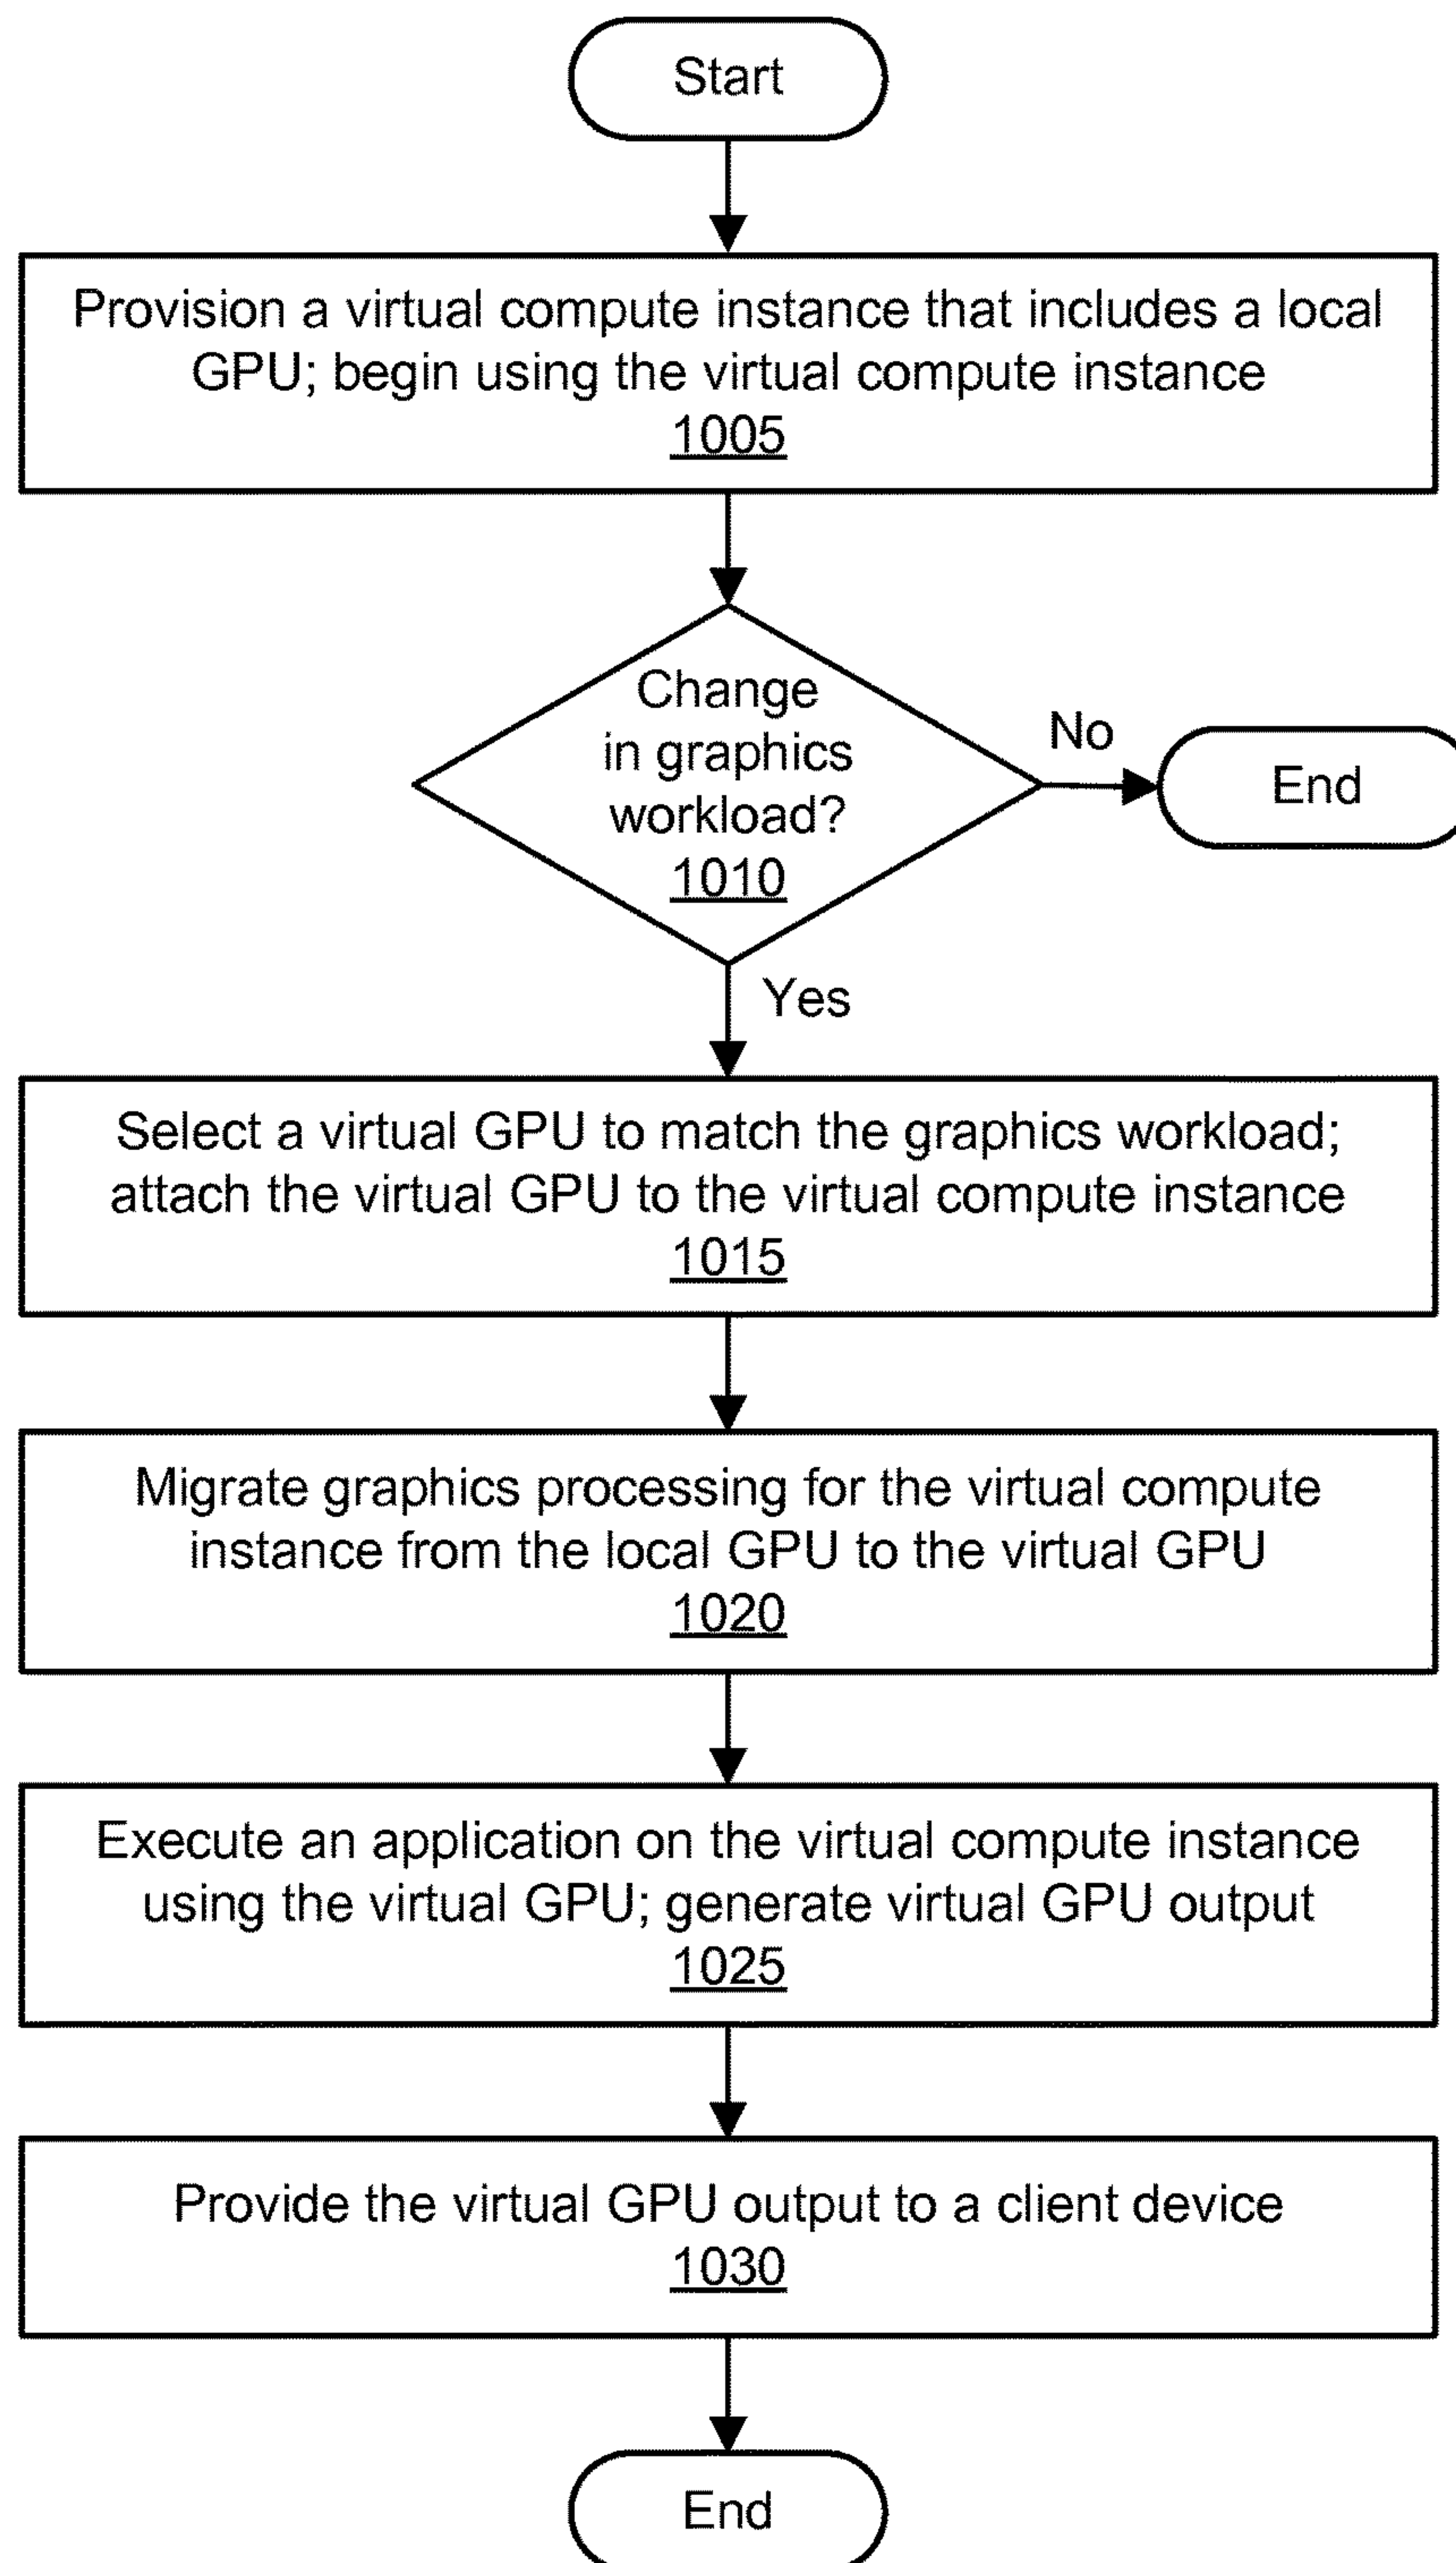 Start
Provision a virtual compute instance that includes a local
GPU; begin using the virtual compute instance
1005
Change
in graphics
workload?
1010
No
End
Yes
Select a virtual GPU to match the graphics workload;
attach the virtual GPU to the virtual compute instance
1015
Migrate graphics processing for the virtual compute
instance from the local GPU to the virtual GPU
1020
Execute an application on the virtual compute instance
using the virtual GPU; generate virtual GPU output
1025
Provide the virtual GPU output to a client device
1030
End